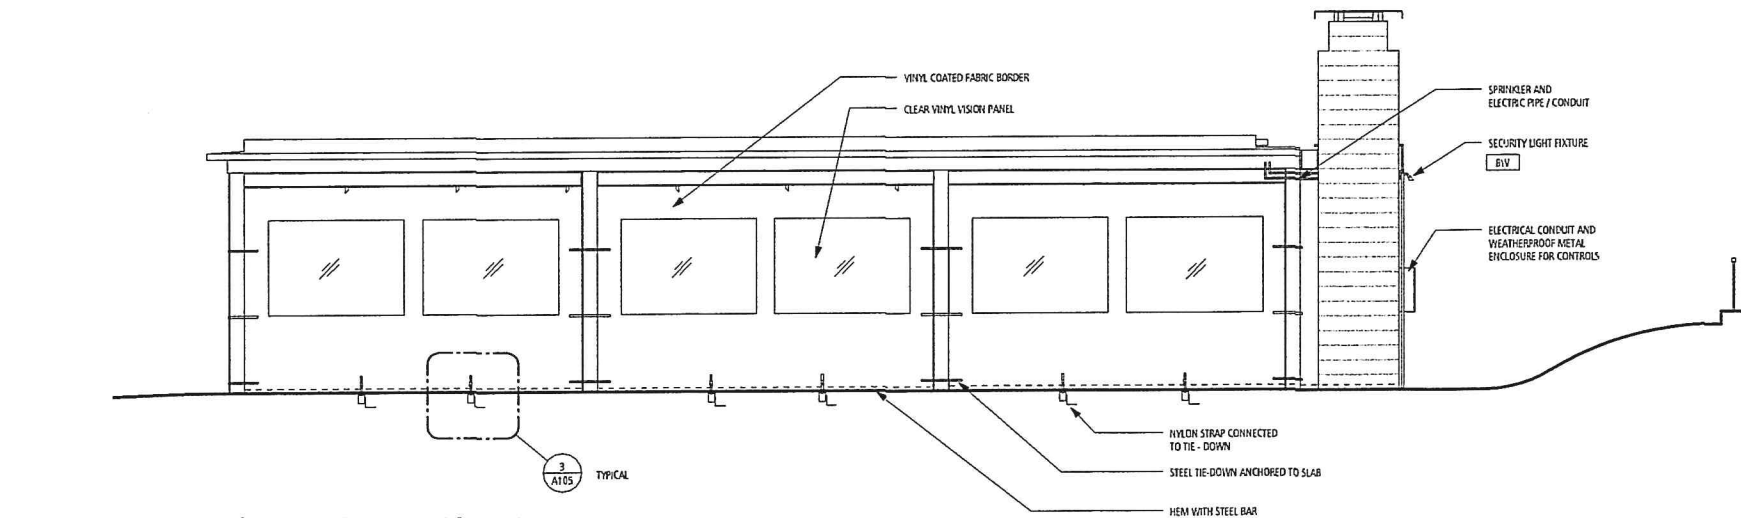 VINYL COATED FABRIC BORDER
CLEAR VINYL VISION PANEL
SPRINKLER AND
ELECTRIC PIPE / CONDUIT
SECURITY LIGHT FIXTURE
ELECTRICAL CONDUIT AND
WEATHERPROOF METAL
ENCLOSURE FOR CONTROLS
NYLON STRAP CONNECTED
TO TIE - DOWN
3
A105
TYPICAL
STEEL TIE-DOWN ANCHORED TO SLAB
HEM WITH STEEL BAR